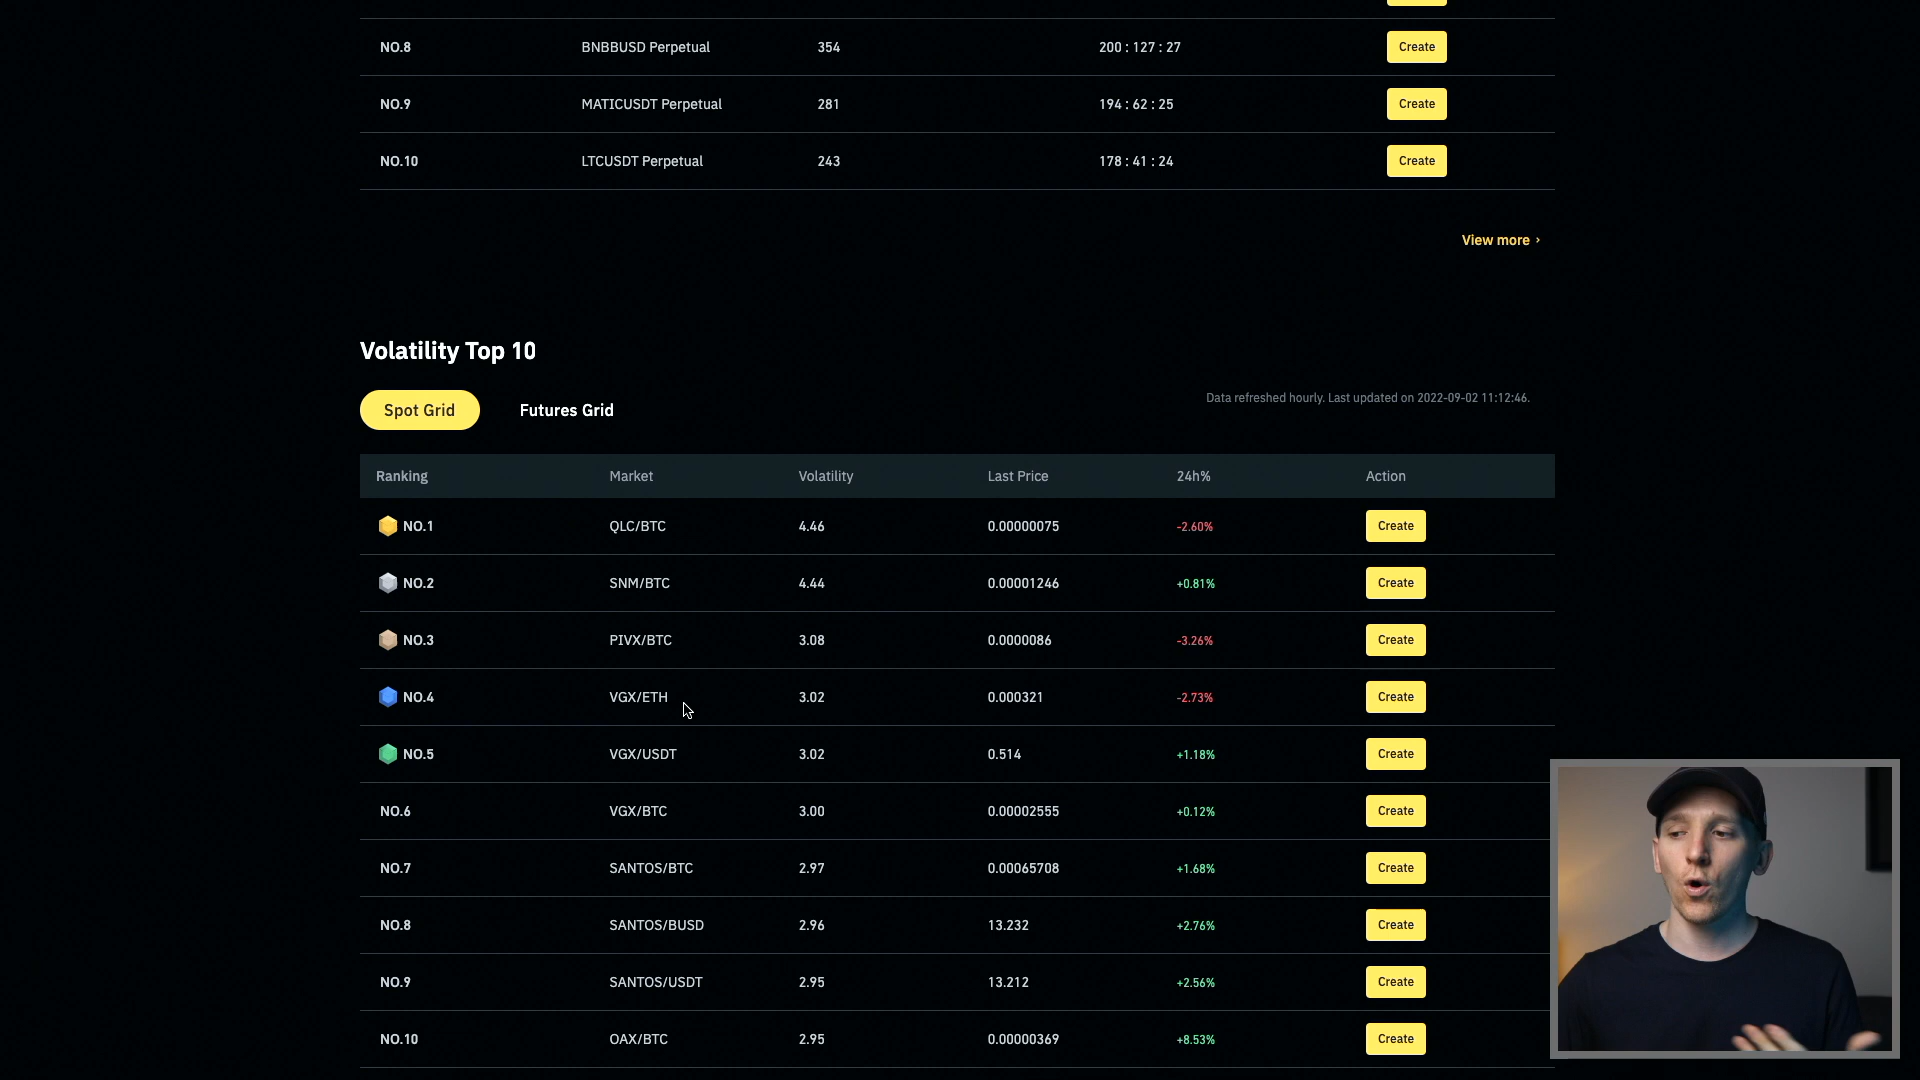 NO.8 BNBBUSD Perpetual 354 200 : 127 : 27 Create
NO.9 MATICUSDT Perpetual 281 194 : 62 : 25 Create
NO.10 LTCUSDT Perpetual 243 178 : 41 : 24 Create
View more ›
Volatility Top 10
Spot Grid Futures Grid Data refreshed hourly. Last updated on 2022-09-02 11:12:46.
Ranking Market Volatility Last Price 24h% Action
NO.1 QLC/BTC 4.46 0.00000075 -2.60% Create
NO.2 SNM/BTC 4.44 0.00001246 +0.81% Create
NO.3 PIVX/BTC 3.08 0.0000086 -3.26% Create
NO.4 VGX/ETH 3.02 0.000321 -2.73% Create
NO.5 VGX/USDT 3.02 0.514 +1.18% Create
NO.6 VGX/BTC 3.00 0.00002555 +0.12% Create
NO.7 SANTOS/BTC 2.97 0.00065708 +1.68% Create
NO.8 SANTOS/BUSD 2.96 13.232 +2.76% Create
NO.9 SANTOS/USDT 2.95 13.212 +2.56% Create
NO.10 OAX/BTC 2.95 0.00000369 +8.53% Create